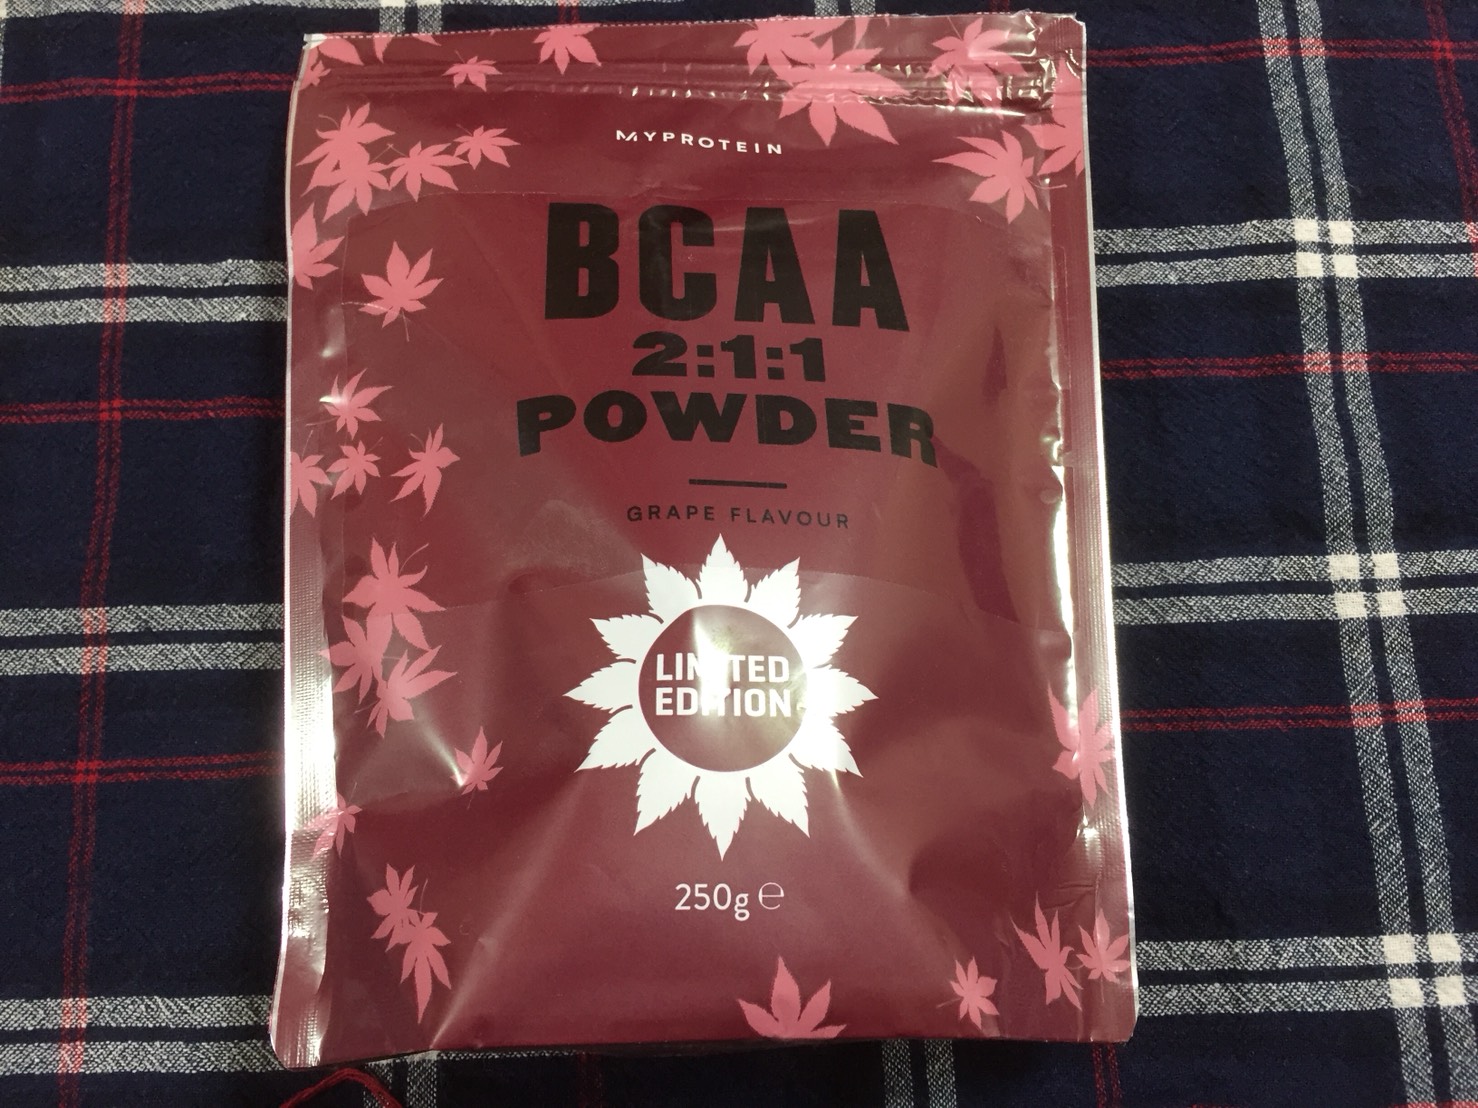 MYPROTEIN
BCAA
2:1:1
POWDER
GRAPE FLAVOUR
LIMITED
EDITION
250g ℮